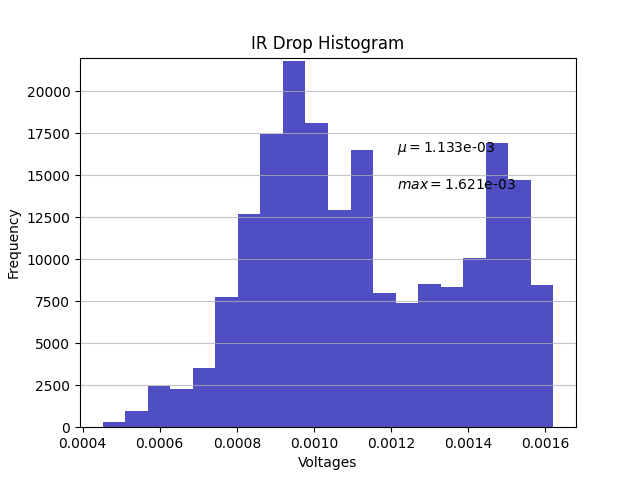 IR Drop Histogram
20000
17500
15000
12500
10000
7500
5000
2500
0
Frequency
μ = 1.133e-03
max = 1.621e-03
0.0004 0.0006 0.0008 0.0010 0.0012 0.0014 0.0016
Voltages